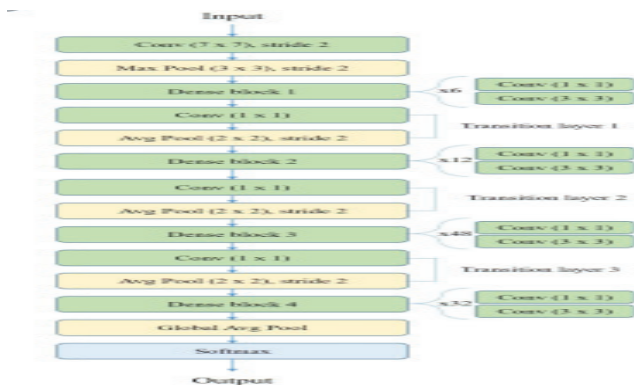 Input
Conv (7 x 7), stride 2
Max Pool (3 x 3), stride 2
Dense block 1
x6
Conv (1 x 1)
Conv (3 x 3)
Conv (1 x 1)
Avg Pool (2 x 2), stride 2
Transition layer 1
Dense block 2
x12
Conv (1 x 1)
Conv (3 x 3)
Conv (1 x 1)
Avg Pool (2 x 2), stride 2
Transition layer 2
Dense block 3
x48
Conv (1 x 1)
Conv (3 x 3)
Conv (1 x 1)
Avg Pool (2 x 2), stride 2
Transition layer 3
Dense block 4
x32
Conv (1 x 1)
Conv (3 x 3)
Global Avg Pool
Softmax
Output